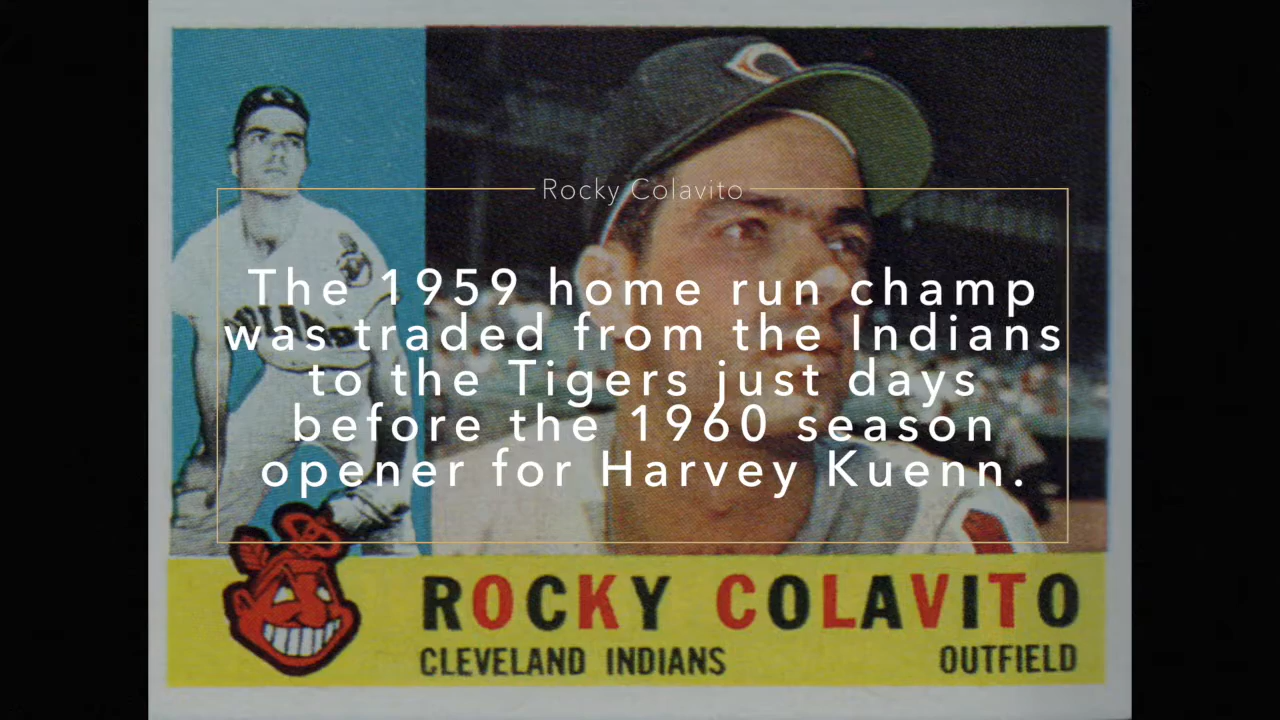 Rocky Colavito
The 1959 home run champ
was traded from the Indians
to the Tigers just days
before the 1960 season
opener for Harvey Kuenn.
INDIANS
ROCKY COLAVITO
CLEVELAND INDIANS
OUTFIELD